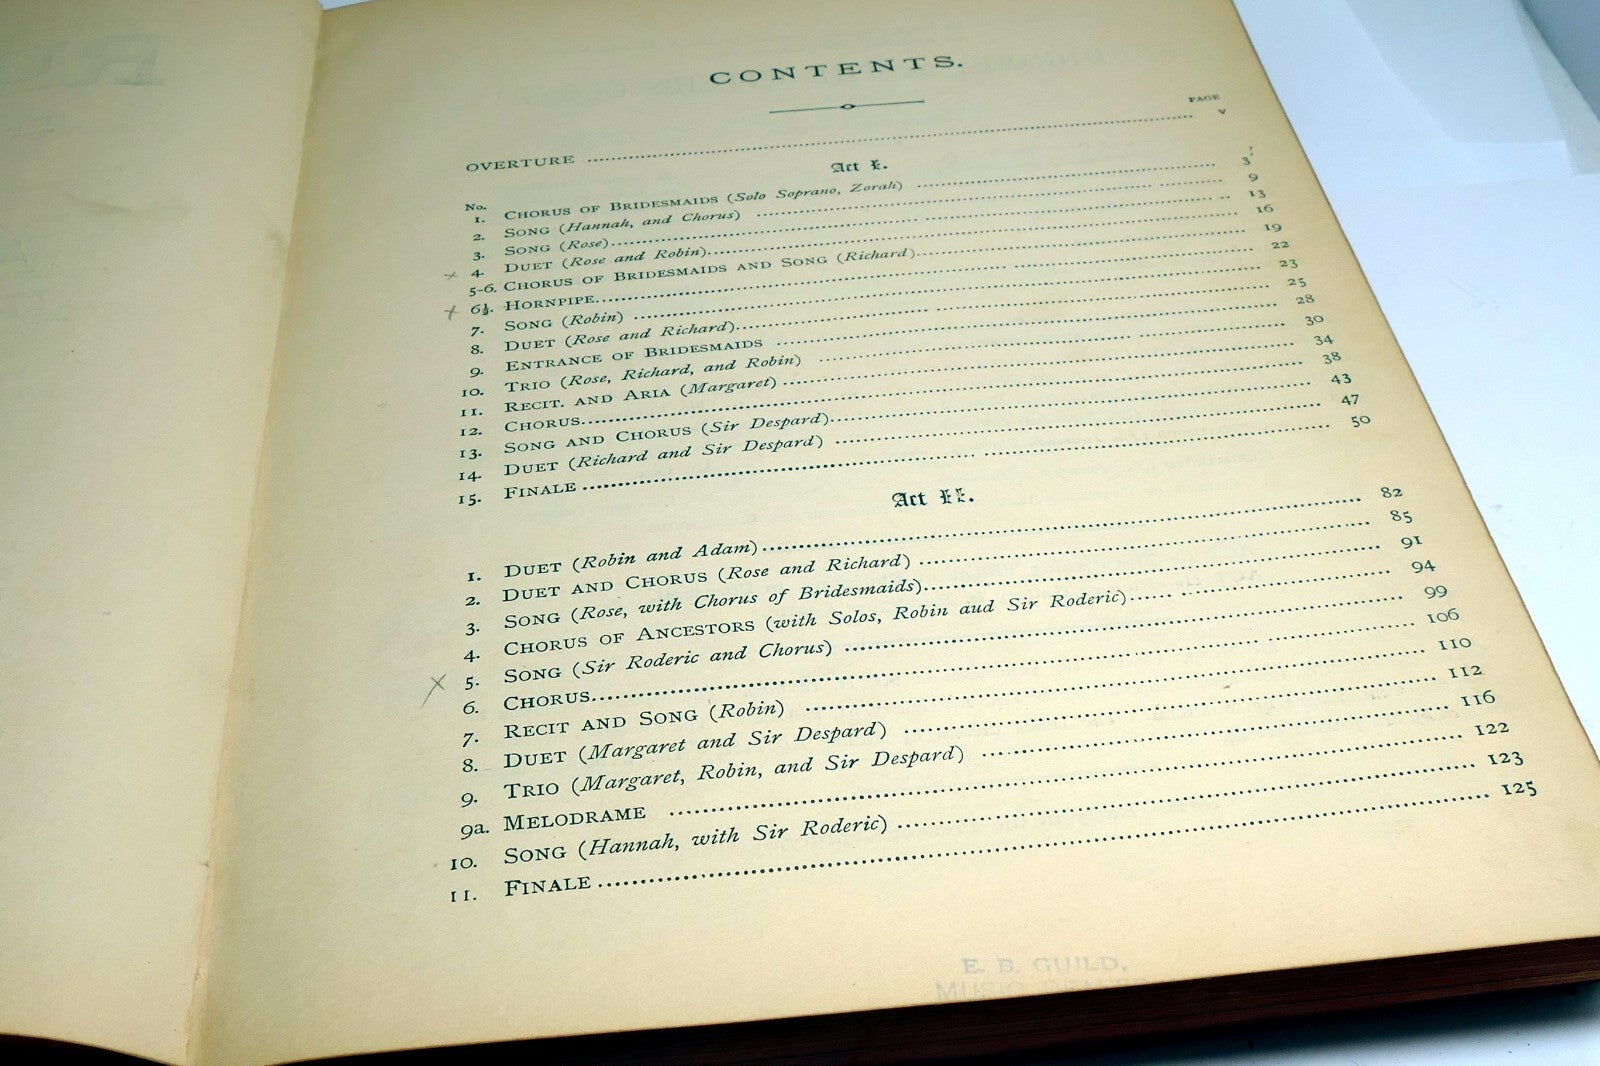 CONTENTS.
PAGE
OVERTURE ........ v
Act I.
No.
1. CHORUS OF BRIDESMAIDS (Solo Soprano, Zorah) ........ 3
2. SONG (Hannah, and Chorus) ........ 9
3. SONG (Rose)........ 13
4. DUET (Rose and Robin)........ 16
5-6. CHORUS OF BRIDESMAIDS AND SONG (Richard)........ 19
6½. HORNPIPE........ 22
7. SONG (Robin) ........ 23
8. DUET (Rose and Richard)........ 25
9. ENTRANCE OF BRIDESMAIDS ........ 28
10. TRIO (Rose, Richard, and Robin) ........ 30
11. RECIT. AND ARIA (Margaret) ........ 34
12. CHORUS........ 38
13. SONG AND CHORUS (Sir Despard)........ 43
14. DUET (Richard and Sir Despard) ........ 47
15. FINALE ........ 50
Act II.
1. DUET (Robin and Adam)........ 82
2. DUET AND CHORUS (Rose and Richard) ........ 85
3. SONG (Rose, with Chorus of Bridesmaids)........ 91
4. CHORUS OF ANCESTORS (with Solos, Robin aud Sir Roderic)........ 94
5. SONG (Sir Roderic and Chorus) ........ 99
6. CHORUS........ 106
7. RECIT AND SONG (Robin) ........ 110
8. DUET (Margaret and Sir Despard) ........ 112
9. TRIO (Margaret, Robin, and Sir Despard) ........ 116
9a. MELODRAME ........ 122
10. SONG (Hannah, with Sir Roderic) ........ 123
11. FINALE ........ 125
E. B. GUILD,
MUSIC